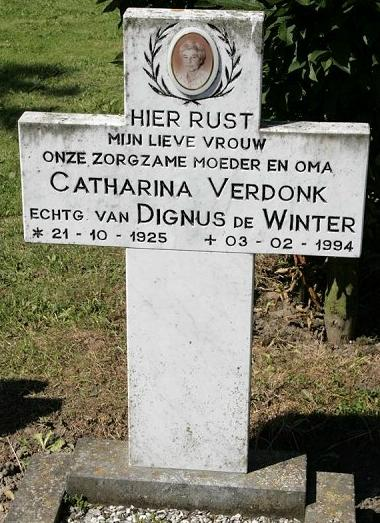 HIER RUST
MIJN LIEVE VROUW
ONZE ZORGZAME MOEDER EN OMA
CATHARINA VERDONK
ECHTG. VAN DIGNUS DE WINTER
* 21 - 10 - 1925 + 03 - 02 - 1994